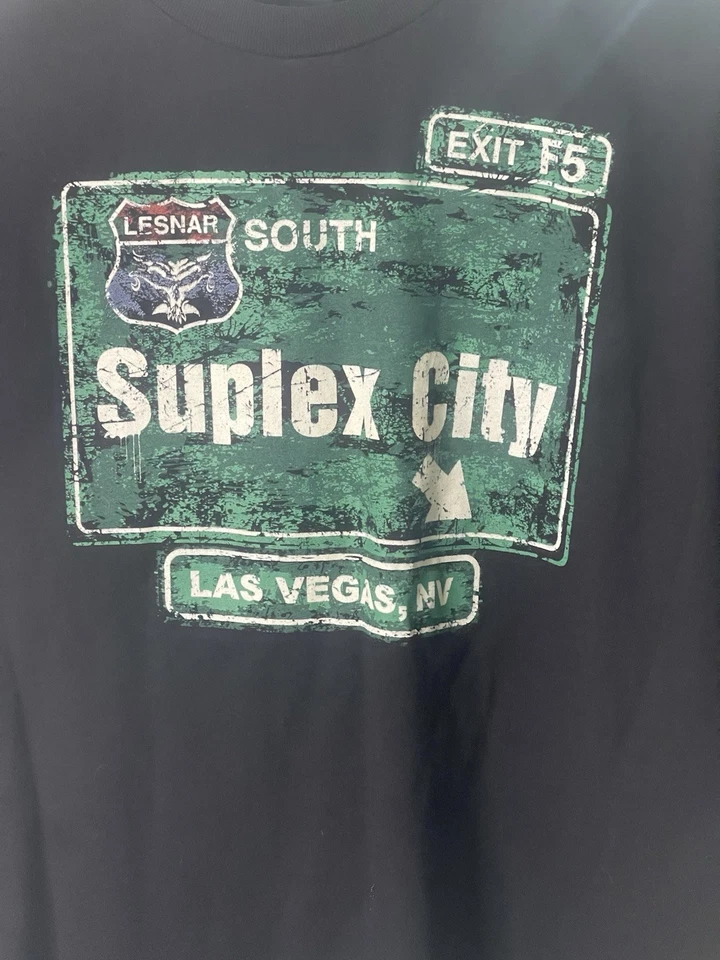 EXIT F5
LESNAR SOUTH
Suplex City
LAS VEGAS, NV